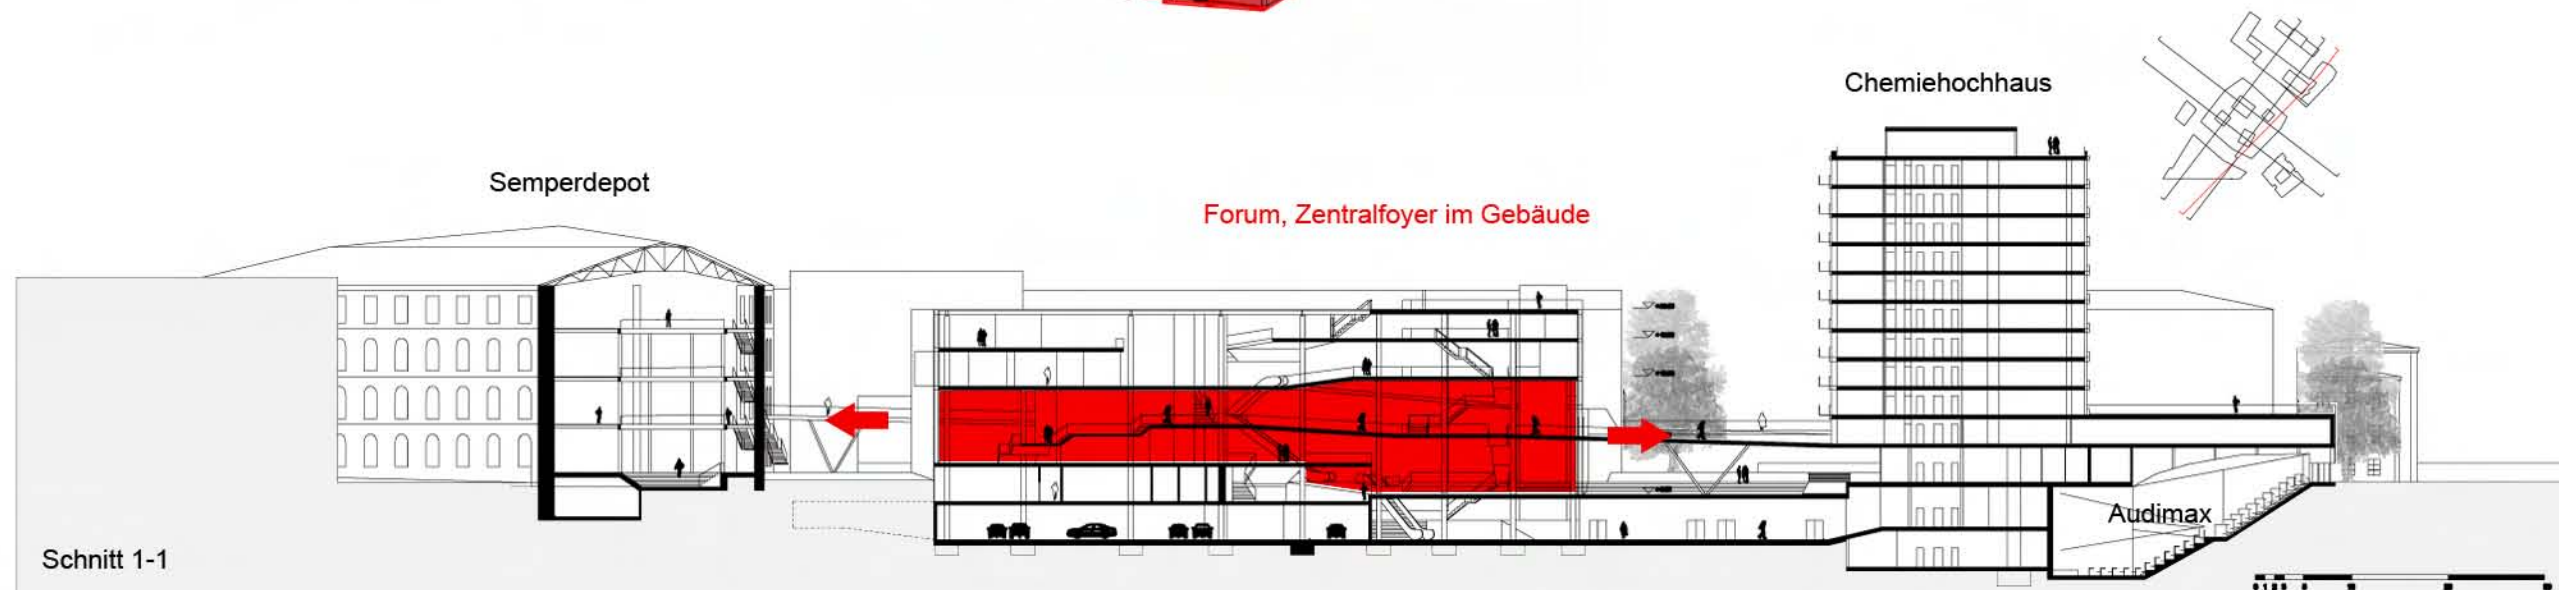 Chemiehochhaus
Semperdepot
Forum, Zentralfoyer im Gebäude
Audimax
Schnitt 1-1